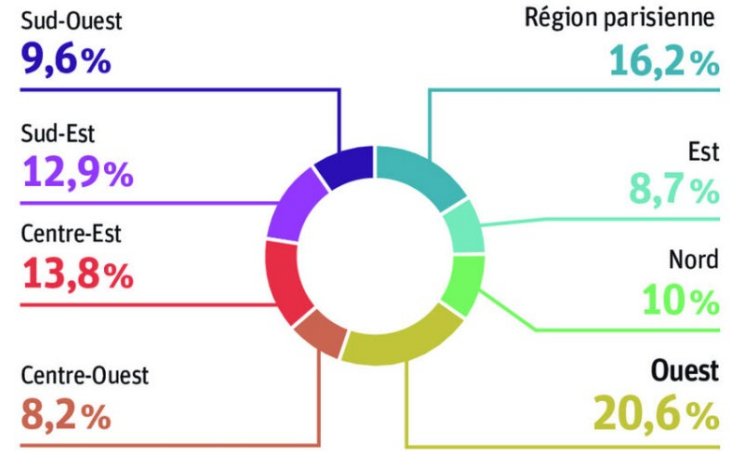 Sud-Ouest
9,6%
Région parisienne
16,2%
Sud-Est
12,9%
Est
8,7%
Centre-Est
13,8%
Nord
10%
Centre-Ouest
8,2%
Ouest
20,6%